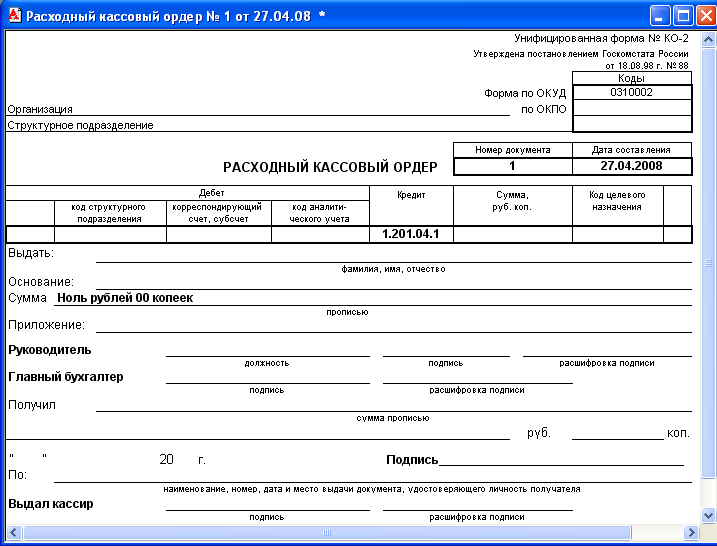 Расходный кассовый ордер № 1 от 27.04.08 *
Унифицированная форма № КО-2
Утверждена постановлением Госкомстата России
от 18.08.98 г. № 88
Коды
Форма по ОКУД 0310002
Организация по ОКПО
Структурное подразделение
Номер документа Дата составления
РАСХОДНЫЙ КАССОВЫЙ ОРДЕР 1 27.04.2008
Дебет Кредит Сумма, руб. коп. Код целевого назначения
код структурного подразделения корреспондирующий счет, субсчет код аналити-ческого учета
1.201.04.1
Выдать:
фамилия, имя, отчество
Основание:
Сумма Ноль рублей 00 копеек
прописью
Приложение:
Руководитель
должность подпись расшифровка подписи
Главный бухгалтер
подпись расшифровка подписи
Получил
сумма прописью
руб. коп.
" " 20 г. Подпись
По:
наименование, номер, дата и место выдачи документа, удостоверяющего личность получателя
Выдал кассир
подпись расшифровка подписи